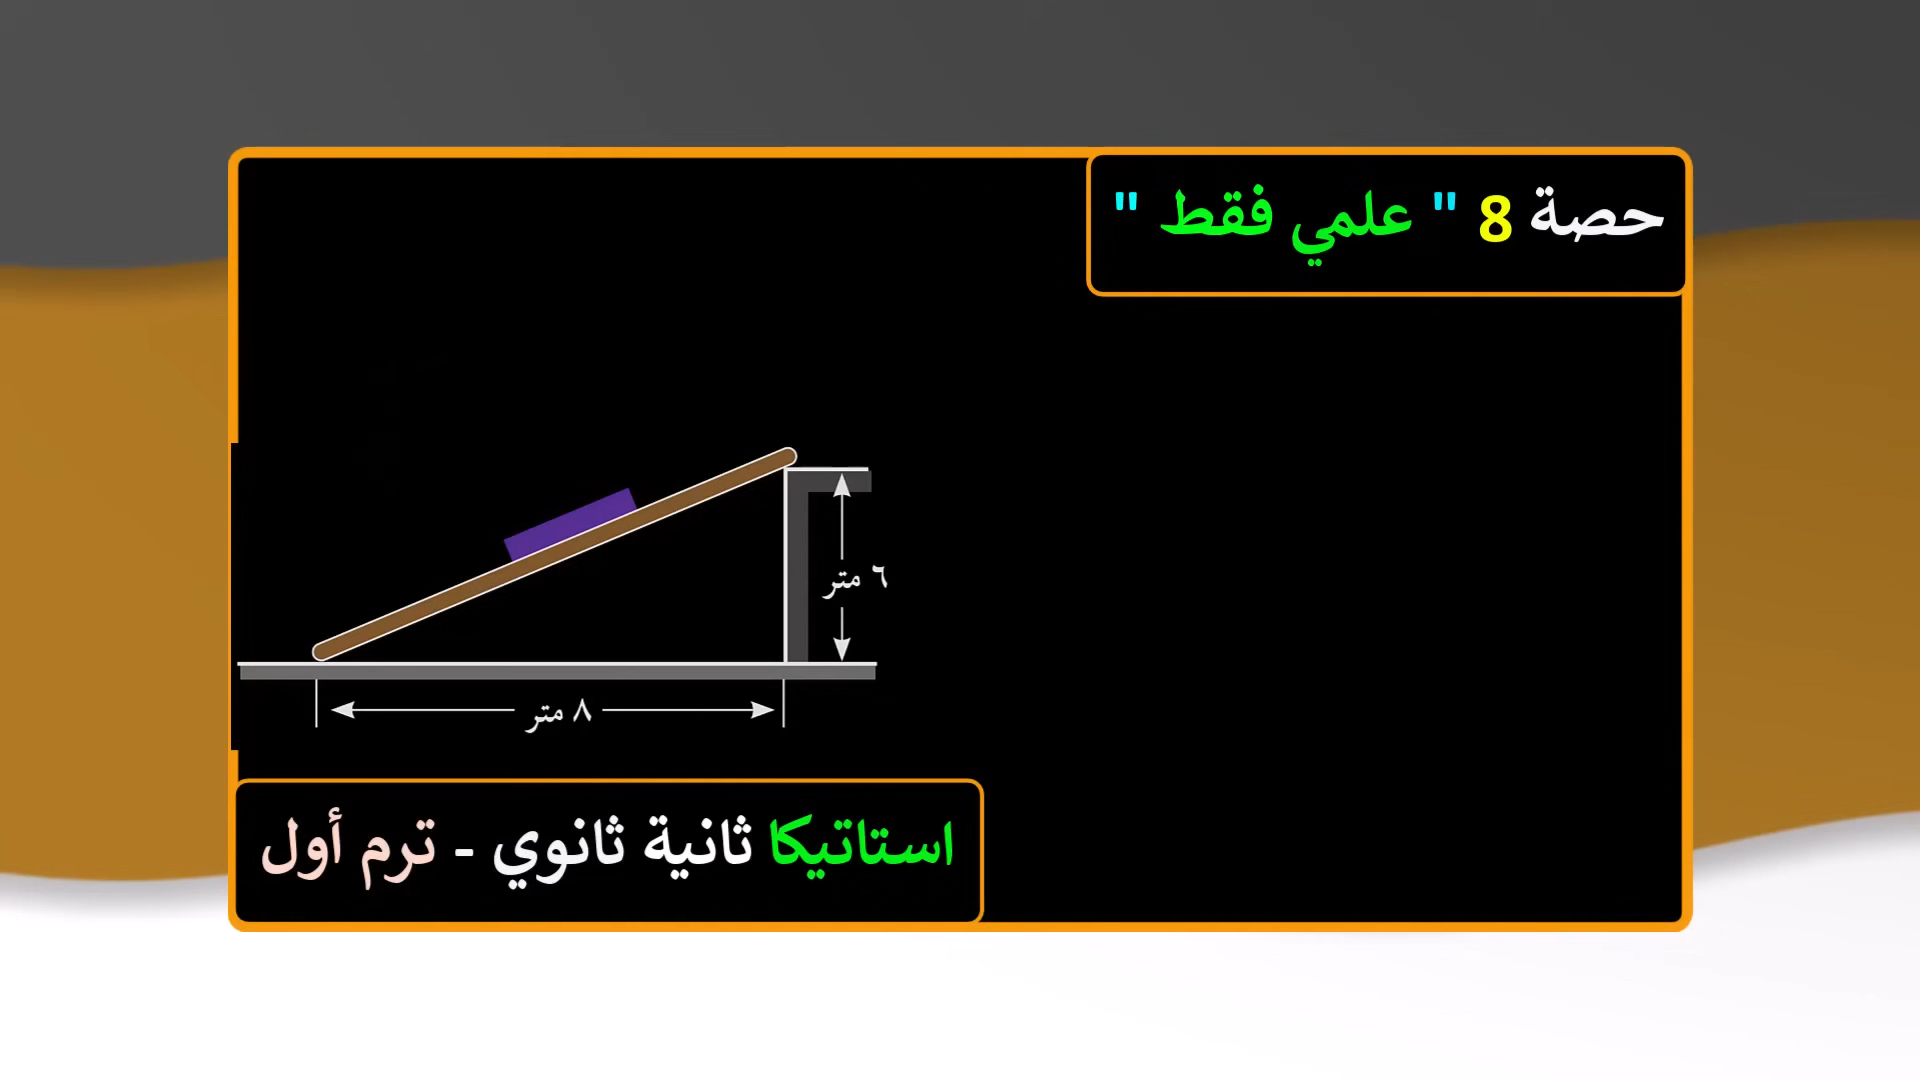 حصة 8 " علمي فقط "
٦ متر
٨ متر
استاتيكا ثانية ثانوي - ترم أول